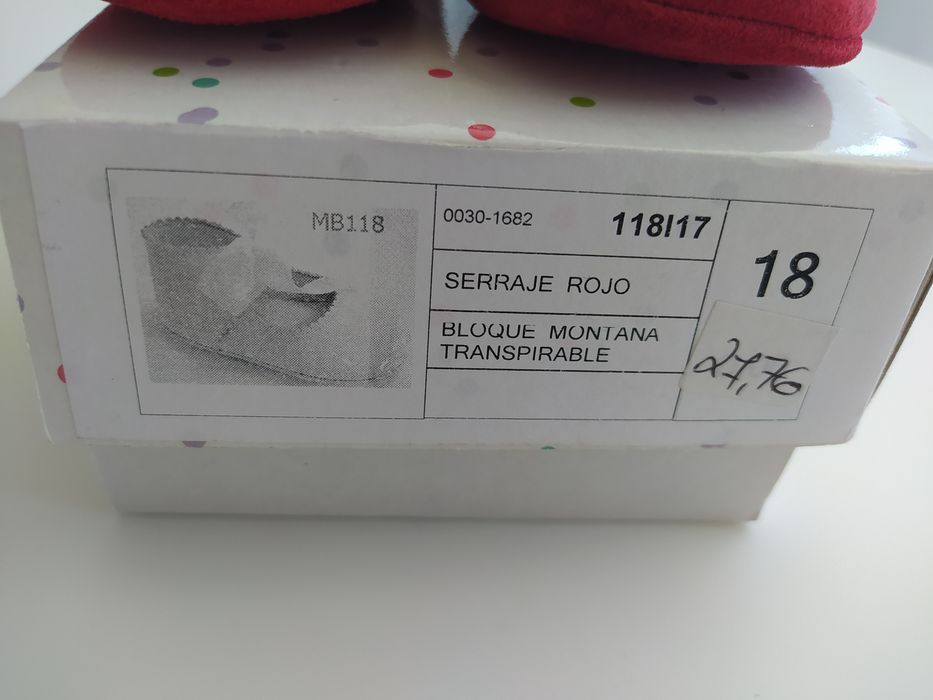 MB118
0030-1682 118!17
SERRAJE ROJO
BLOQUE MONTANA
TRANSPIRABLE
18
27,76